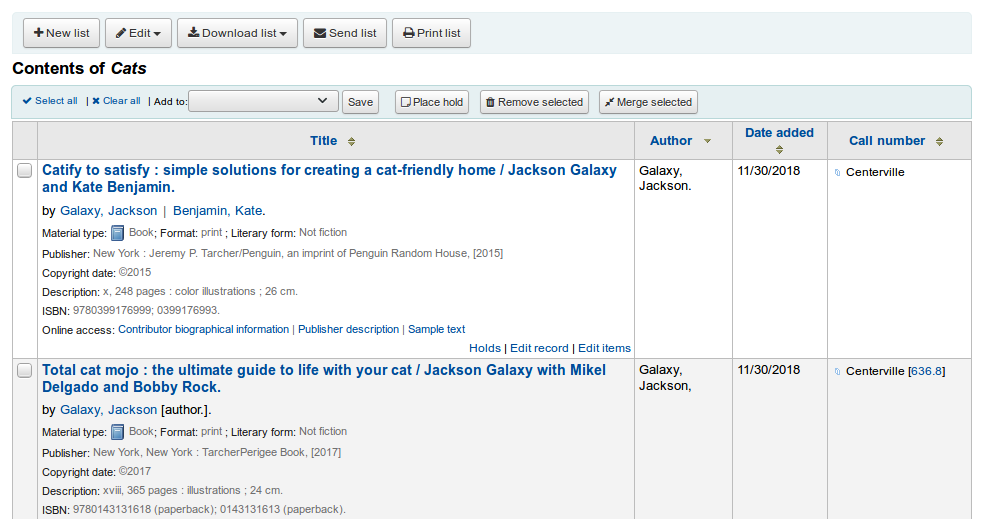 New list Edit Download list Send list Print list
Contents of Cats
Select all | Clear all | Add to: Save Place hold Remove selected Merge selected
Title Author Date added Call number
Catify to satisfy : simple solutions for creating a cat-friendly home / Jackson Galaxy
and Kate Benjamin.
by Galaxy, Jackson | Benjamin, Kate.
Material type: Book; Format: print ; Literary form: Not fiction
Publisher: New York : Jeremy P. Tarcher/Penguin, an imprint of Penguin Random House, [2015]
Copyright date: ©2015
Description: x, 248 pages : color illustrations ; 26 cm.
ISBN: 9780399176999; 0399176993.
Online access: Contributor biographical information | Publisher description | Sample text
Holds | Edit record | Edit items
Galaxy,
Jackson.
11/30/2018
Centerville
Total cat mojo : the ultimate guide to life with your cat / Jackson Galaxy with Mikel
Delgado and Bobby Rock.
by Galaxy, Jackson [author.].
Material type: Book; Format: print ; Literary form: Not fiction
Publisher: New York, New York : TarcherPerigee Book, [2017]
Copyright date: ©2017
Description: xviii, 365 pages : illustrations ; 24 cm.
ISBN: 9780143131618 (paperback); 0143131613 (paperback).
Galaxy,
Jackson,
11/30/2018
Centerville [636.8]